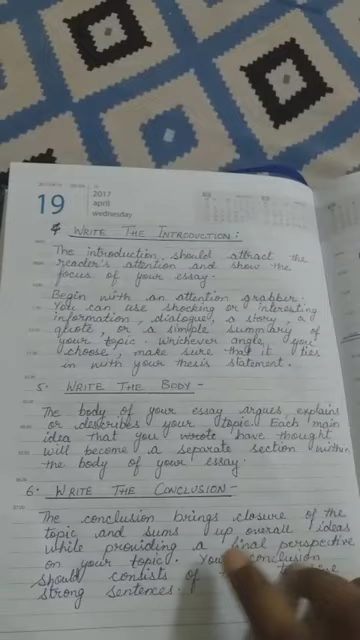 19
2017
april
wednesday
4 WRITE THE INTRODUCTION:
The introduction should attract the
reader's attention and show the
focus of your essay.
Begin with an attention grabber.
You can use shocking or interesting
information, dialogue, a story, a
quote, or a simple summary of
your topic. Whichever angle you
choose, make sure that it ties
in with your thesis statement.
5. WRITE THE BODY -
The body of your essay argues, explains
or describes your topic. Each main
idea that you wrote have thought
will become a separate section within
the body of your essay.
6. WRITE THE CONCLUSION -
The conclusion brings closure of the
topic and sums up overall ideas
while providing a final perspective
on your topic. Your conclusion
should consists of
strong sentences.